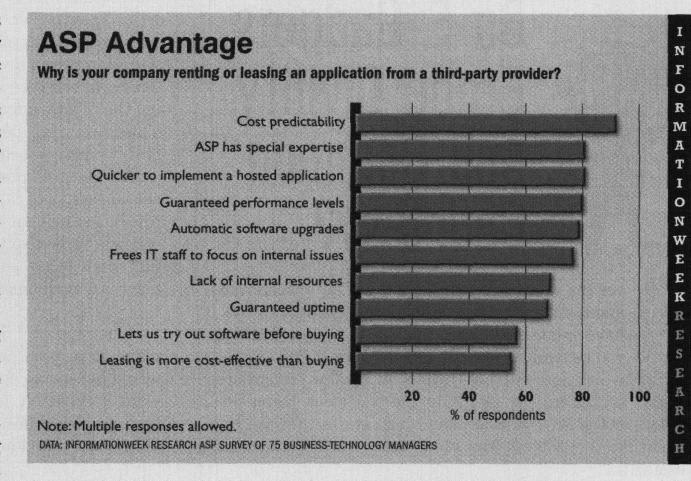 ASP Advantage
Why is your company renting or leasing an application from a third-party provider?
Cost predictability
ASP has special expertise
Quicker to implement a hosted application
Guaranteed performance levels
Automatic software upgrades
Frees IT staff to focus on internal issues
Lack of internal resources
Guaranteed uptime
Lets us try out software before buying
Leasing is more cost-effective than buying
20 40 60 80 100
% of respondents
Note: Multiple responses allowed.
DATA: INFORMATIONWEEK RESEARCH ASP SURVEY OF 75 BUSINESS-TECHNOLOGY MANAGERS
INFORMATIONWEEK RESEARCH